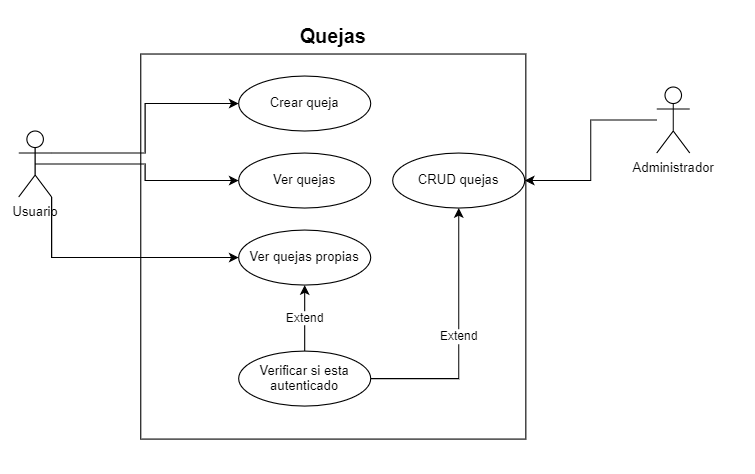 Quejas
Crear queja
Ver quejas
CRUD quejas
Administrador
Usuario
Ver quejas propias
Extend
Extend
Verificar si esta
autenticado